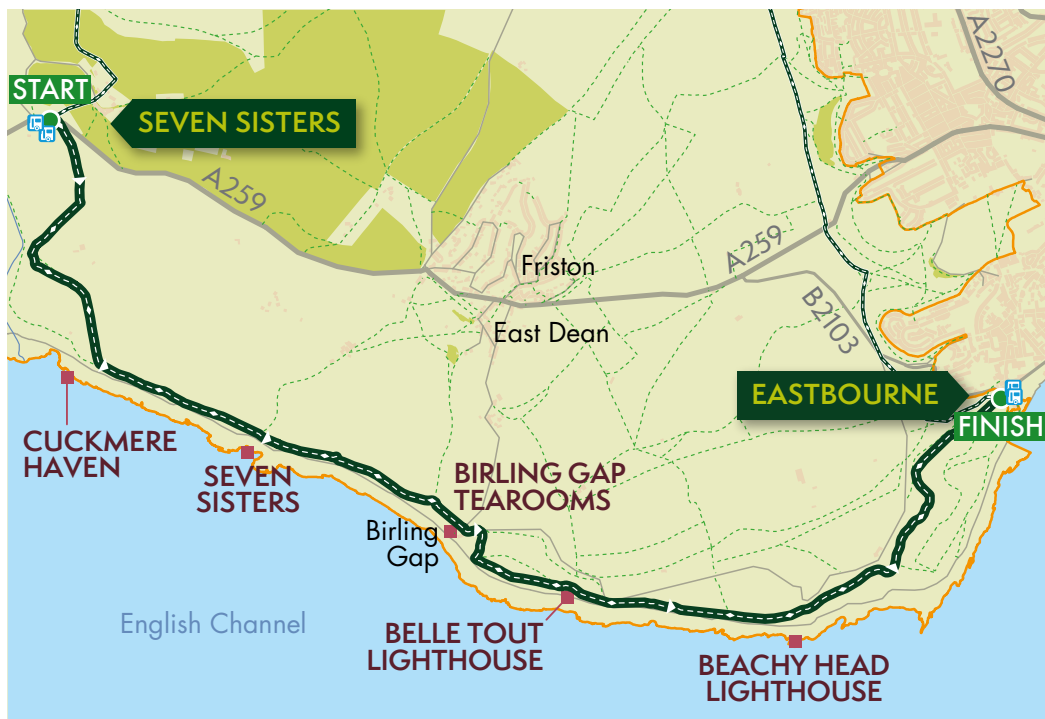 START
SEVEN SISTERS
A259
A2270
Friston
A259
East Dean
B2103
EASTBOURNE
FINISH
CUCKMERE
HAVEN
SEVEN
SISTERS
BIRLING GAP
TEAROOMS
Birling
Gap
English Channel
BELLE TOUT
LIGHTHOUSE
BEACHY HEAD
LIGHTHOUSE